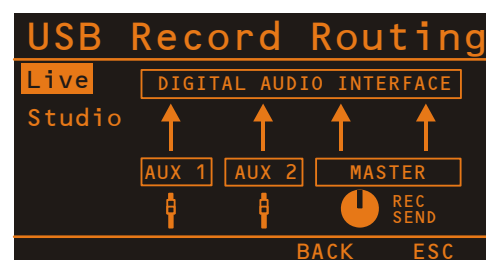 USB Record Routing
Live
DIGITAL AUDIO INTERFACE
Studio
AUX 1
AUX 2
MASTER
REC
SEND
BACK
ESC